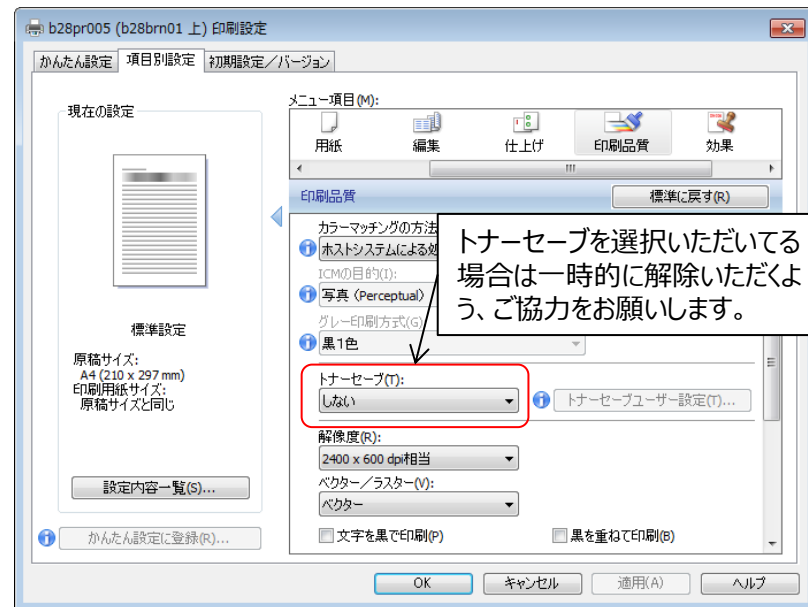 b28pr005 (b28brn01 上) 印刷設定
かんたん設定 項目別設定 初期設定／バージョン
現在の設定
標準設定
原稿サイズ:
A4 (210 x 297 mm)
印刷用紙サイズ:
原稿サイズと同じ
設定内容一覧(S)...
かんたん設定に登録(R)...
メニュー項目(M):
用紙 編集 仕上げ 印刷品質 効果
印刷品質 標準に戻す(R)
カラーマッチングの方法
ホストシステムによる処
ICMの目的(I):
写真 (Perceptual)
グレー印刷方式(G)
黒1色
トナーセーブを選択いただいてる
場合は一時的に解除いただくよ
う、ご協力をお願いします。
トナーセーブ(T):
しない トナーセーブユーザー設定(T)...
解像度(R):
2400 x 600 dpi相当
ベクター／ラスター(V):
ベクター
文字を黒で印刷(P) 黒を重ねて印刷(B)
OK キャンセル 適用(A) ヘルプ